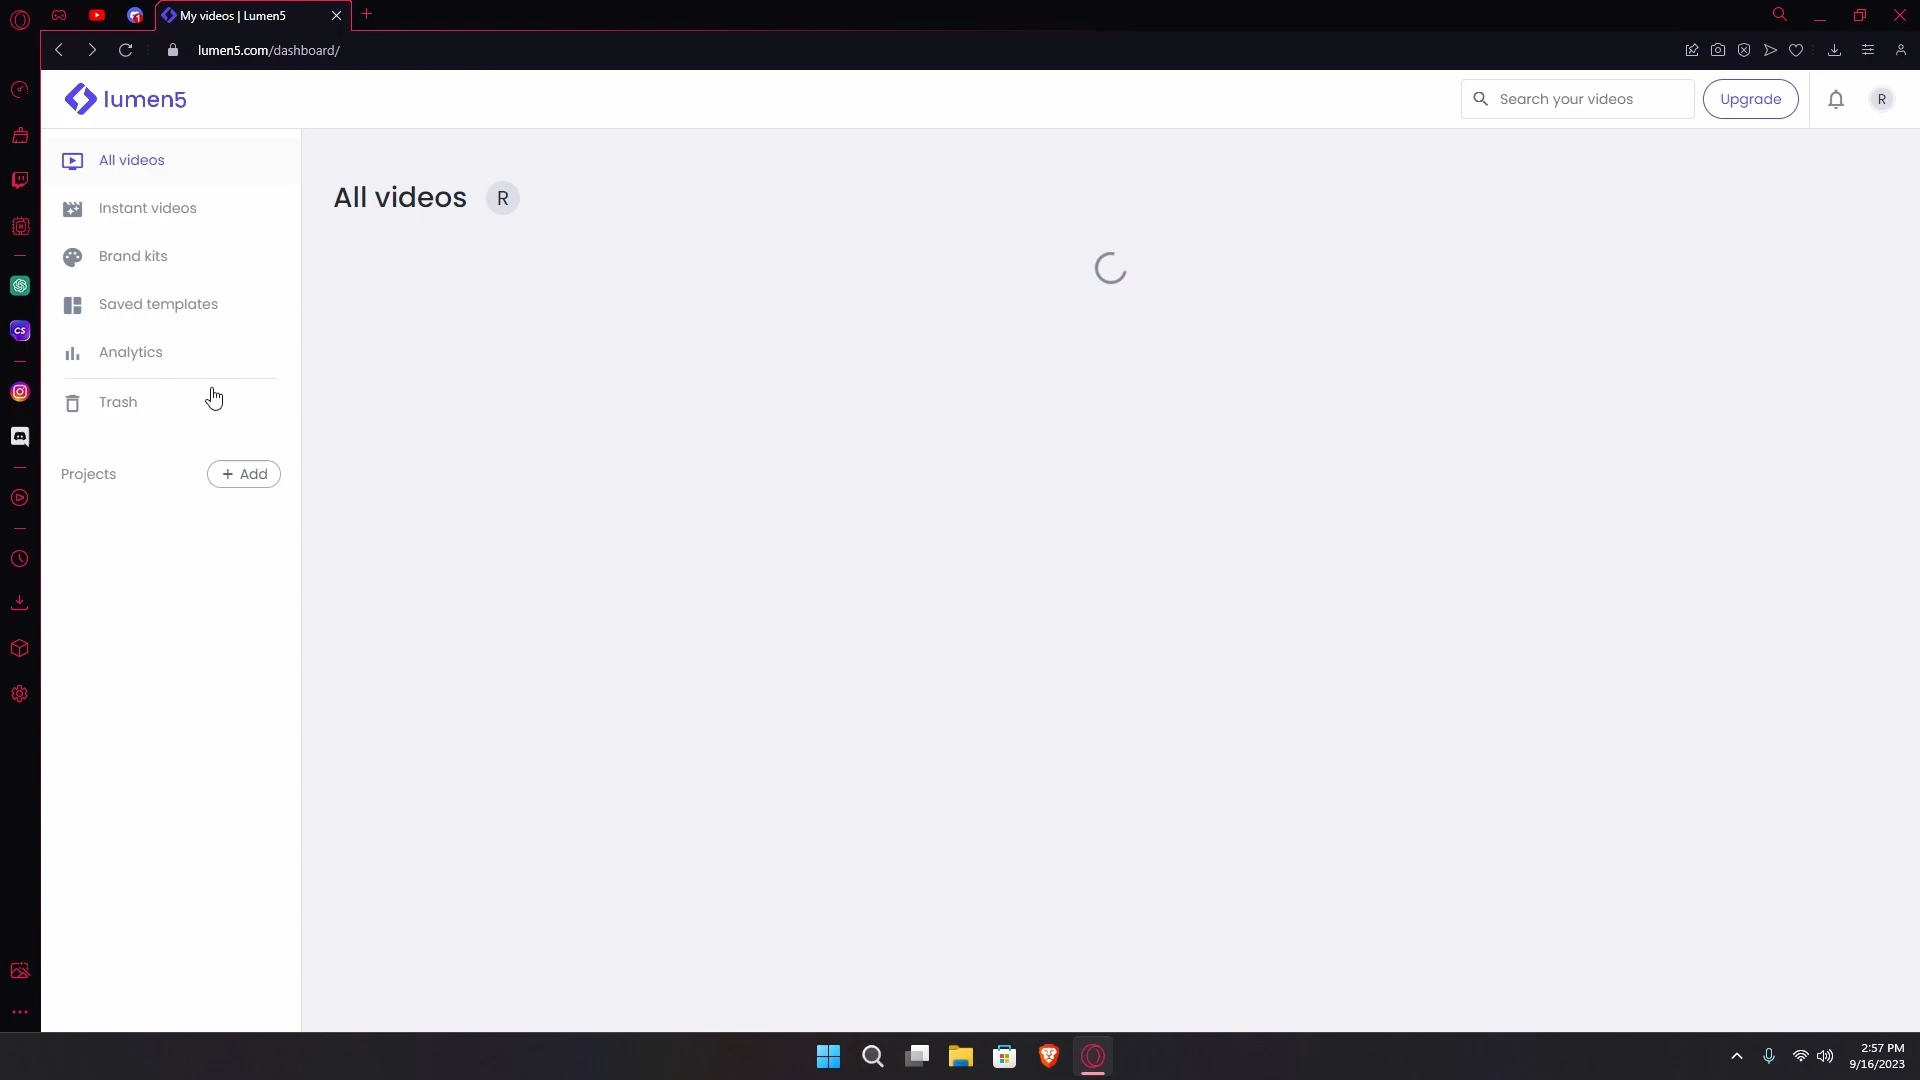 My videos | Lumen5
lumen5.com/dashboard/
lumen5
Search your videos
Upgrade
R
All videos
Instant videos
Brand kits
Saved templates
Analytics
Trash
Projects
+ Add
All videos R
CS
2:57 PM
9/16/2023